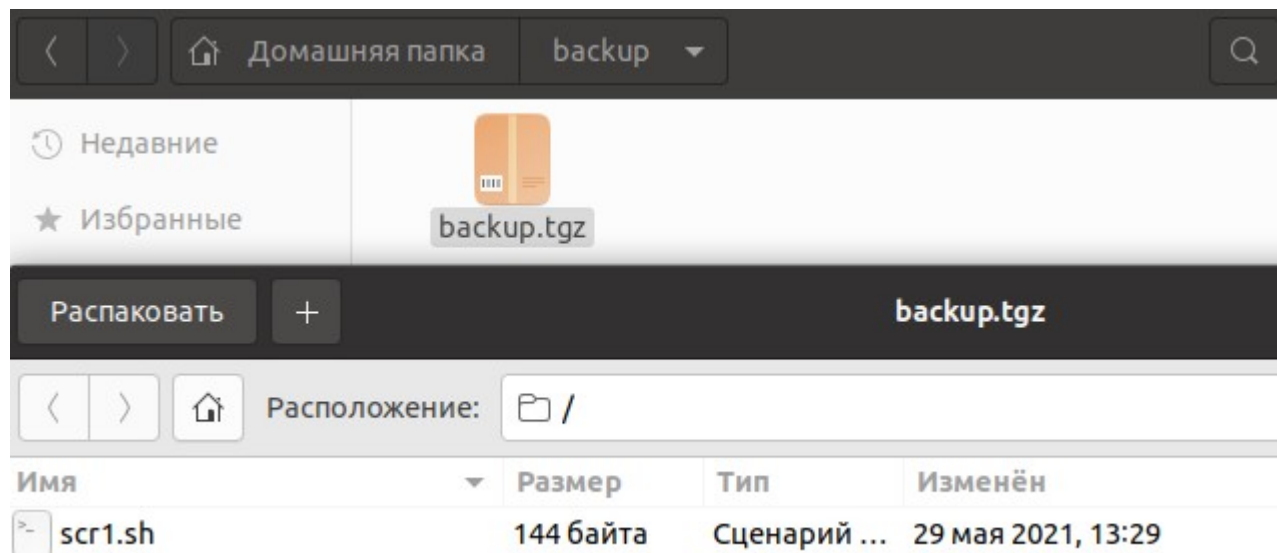 Домашняя папка backup
Недавние
Избранные
backup.tgz
Распаковать + backup.tgz
Расположение: /
Имя Размер Тип Изменён
scr1.sh 144 байта Сценарий ... 29 мая 2021, 13:29